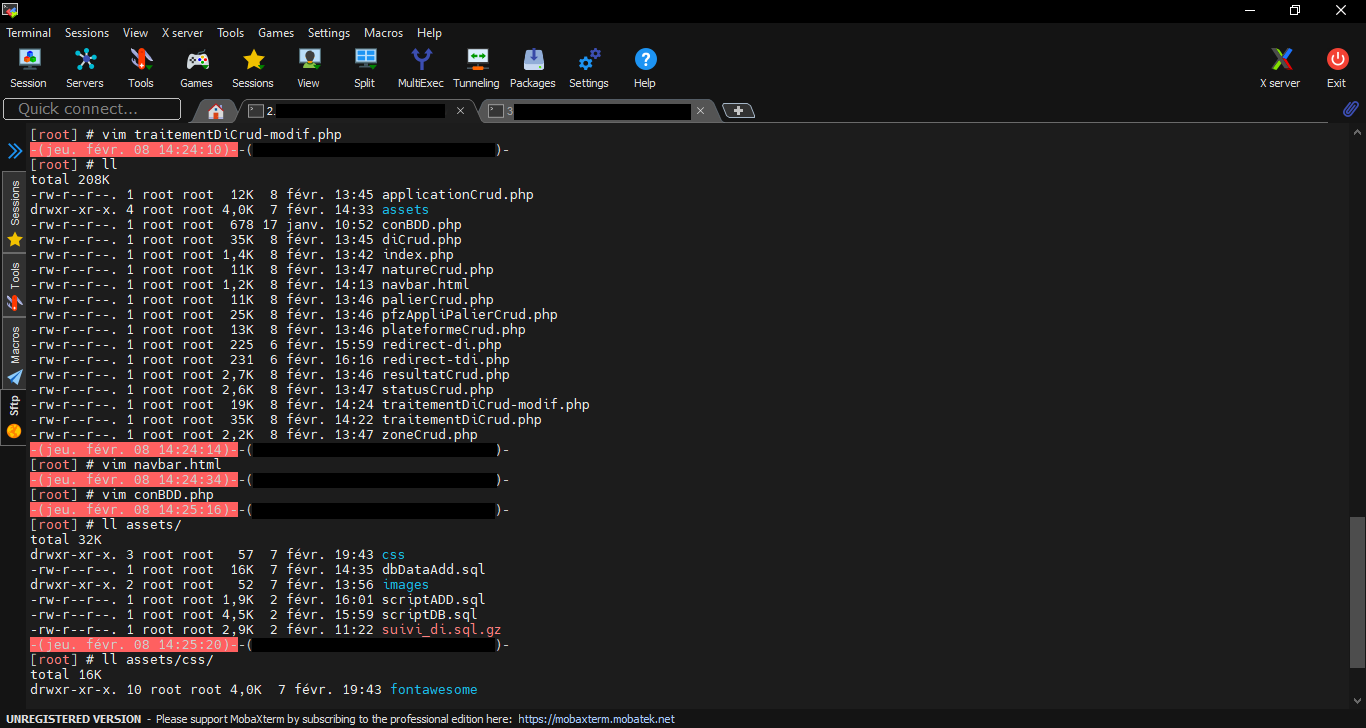 Terminal Sessions View X server Tools Games Settings Macros Help
Session Servers Tools Games Sessions View Split MultiExec Tunneling Packages Settings Help X server Exit
Quick connect... 2. 3
[root] # vim traitementDiCrud-modif.php
-(jeu. févr. 08 14:24:10)--( )-
[root] # ll
total 208K
-rw-r--r--. 1 root root  12K  8 févr. 13:45 applicationCrud.php
drwxr-xr-x. 4 root root 4,0K  7 févr. 14:33 assets
-rw-r--r--. 1 root root  678 17 janv. 10:52 conBDD.php
-rw-r--r--. 1 root root  35K  8 févr. 13:45 diCrud.php
-rw-r--r--. 1 root root 1,4K  8 févr. 13:42 index.php
-rw-r--r--. 1 root root  11K  8 févr. 13:47 natureCrud.php
-rw-r--r--. 1 root root 1,2K  8 févr. 14:13 navbar.html
-rw-r--r--. 1 root root  11K  8 févr. 13:46 palierCrud.php
-rw-r--r--. 1 root root  25K  8 févr. 13:46 pfzAppliPalierCrud.php
-rw-r--r--. 1 root root  13K  8 févr. 13:46 plateformeCrud.php
-rw-r--r--. 1 root root  225  6 févr. 15:59 redirect-di.php
-rw-r--r--. 1 root root  231  6 févr. 16:16 redirect-tdi.php
-rw-r--r--. 1 root root 2,7K  8 févr. 13:46 resultatCrud.php
-rw-r--r--. 1 root root 2,6K  8 févr. 13:47 statusCrud.php
-rw-r--r--. 1 root root  19K  8 févr. 14:24 traitementDiCrud-modif.php
-rw-r--r--. 1 root root  35K  8 févr. 14:22 traitementDiCrud.php
-rw-r--r--. 1 root root 2,2K  8 févr. 13:47 zoneCrud.php
-(jeu. févr. 08 14:24:14)--( )-
[root] # vim navbar.html
-(jeu. févr. 08 14:24:34)--( )-
[root] # vim conBDD.php
-(jeu. févr. 08 14:25:16)--( )-
[root] # ll assets/
total 32K
drwxr-xr-x. 3 root root   57  7 févr. 19:43 css
-rw-r--r--. 1 root root  16K  7 févr. 14:35 dbDataAdd.sql
drwxr-xr-x. 2 root root   52  7 févr. 13:56 images
-rw-r--r--. 1 root root 1,9K  2 févr. 16:01 scriptADD.sql
-rw-r--r--. 1 root root 4,5K  2 févr. 15:59 scriptDB.sql
-rw-r--r--. 1 root root 2,9K  2 févr. 11:22 suivi_di.sql.gz
-(jeu. févr. 08 14:25:20)--( )-
[root] # ll assets/css/
total 16K
drwxr-xr-x. 10 root root 4,0K  7 févr. 19:43 fontawesome
Sessions
Tools
Macros
Sftp
UNREGISTERED VERSION - Please support MobaXterm by subscribing to the professional edition here: https://mobaxterm.mobatek.net